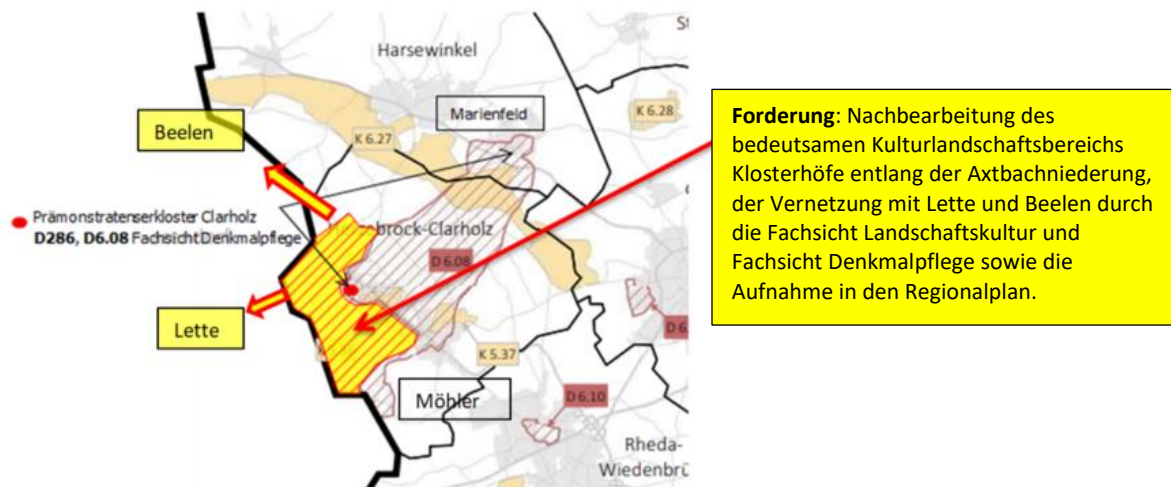 St
Harsewinkel
Marienfeld
K 6.28
Beelen
K 6.27
Prämonstratenserkloster Clarholz
D286, D6.08 Fachsicht Denkmalpflege
brock-Clarholz
D 6.08
Lette
K 5.37
D 6.
Möhler
D 6.10
Rheda-
Wiedenbrü
Forderung: Nachbearbeitung des
bedeutsamen Kulturlandschaftsbereichs
Klosterhöfe entlang der Axtbachniederung,
der Vernetzung mit Lette und Beelen durch
die Fachsicht Landschaftskultur und
Fachsicht Denkmalpflege sowie die
Aufnahme in den Regionalplan.